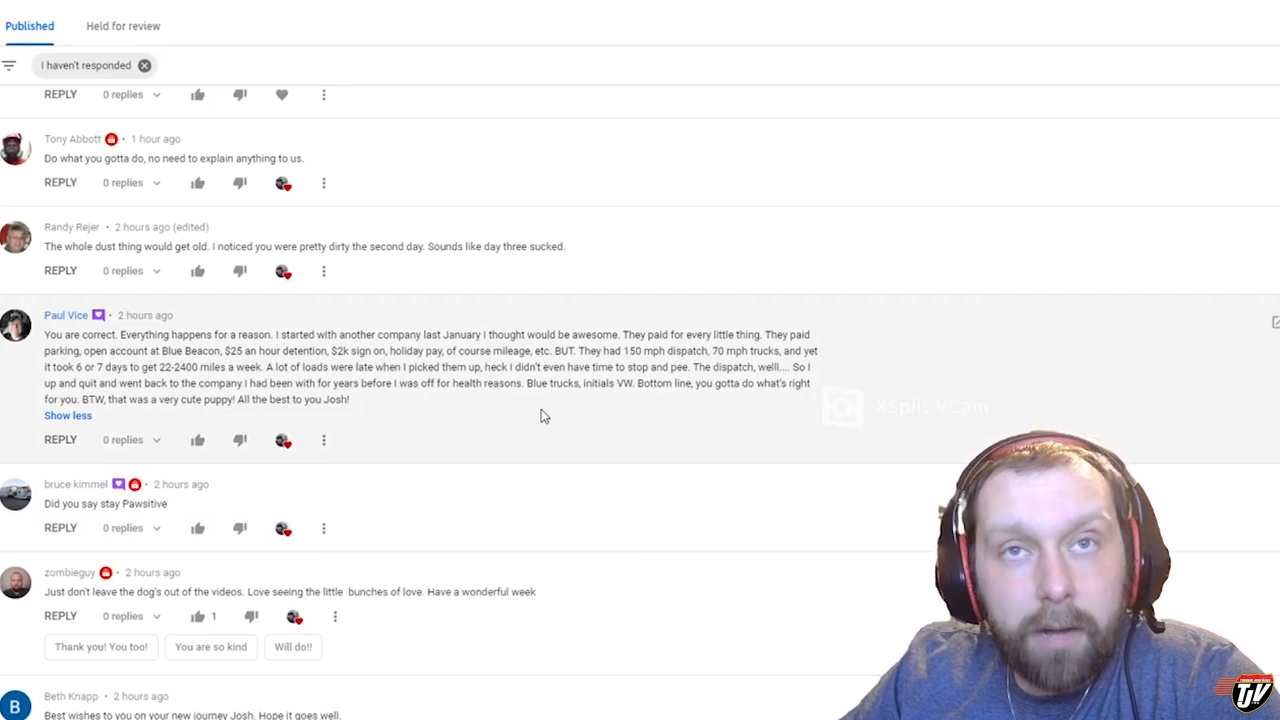 Published Held for review
I haven't responded
REPLY 0 replies
Tony Abbott • 1 hour ago
Do what you gotta do, no need to explain anything to us.
REPLY 0 replies
Randy Rejer • 2 hours ago (edited)
The whole dust thing would get old. I noticed you were pretty dirty the second day. Sounds like day three sucked.
REPLY 0 replies
Paul Vice • 2 hours ago
You are correct. Everything happens for a reason. I started with another company last January I thought would be awesome. They paid for every little thing. They paid
parking, open account at Blue Beacon, $25 an hour detention, $2k sign on, holiday pay, of course mileage, etc. BUT. They had 150 mph dispatch, 70 mph trucks, and yet
it took 6 or 7 days to get 22-2400 miles a week. A lot of loads were late when I picked them up, heck I didn't even have time to stop and pee. The dispatch, welll.... So I
up and quit and went back to the company I had been with for years before I was off for health reasons. Blue trucks, initials VW. Bottom line, you gotta do what's right
for you. BTW, that was a very cute puppy! All the best to you Josh!
Show less
XSplit VCam
REPLY 0 replies
bruce kimmel • 2 hours ago
Did you say stay Pawsitive
REPLY 0 replies
zombieguy • 2 hours ago
Just don't leave the dog's out of the videos. Love seeing the little bunches of love. Have a wonderful week
REPLY 0 replies 1
Thank you! You too! You are so kind Will do!!
B
Beth Knapp • 2 hours ago
Best wishes to you on your new journey Josh. Hope it goes well.
TJV